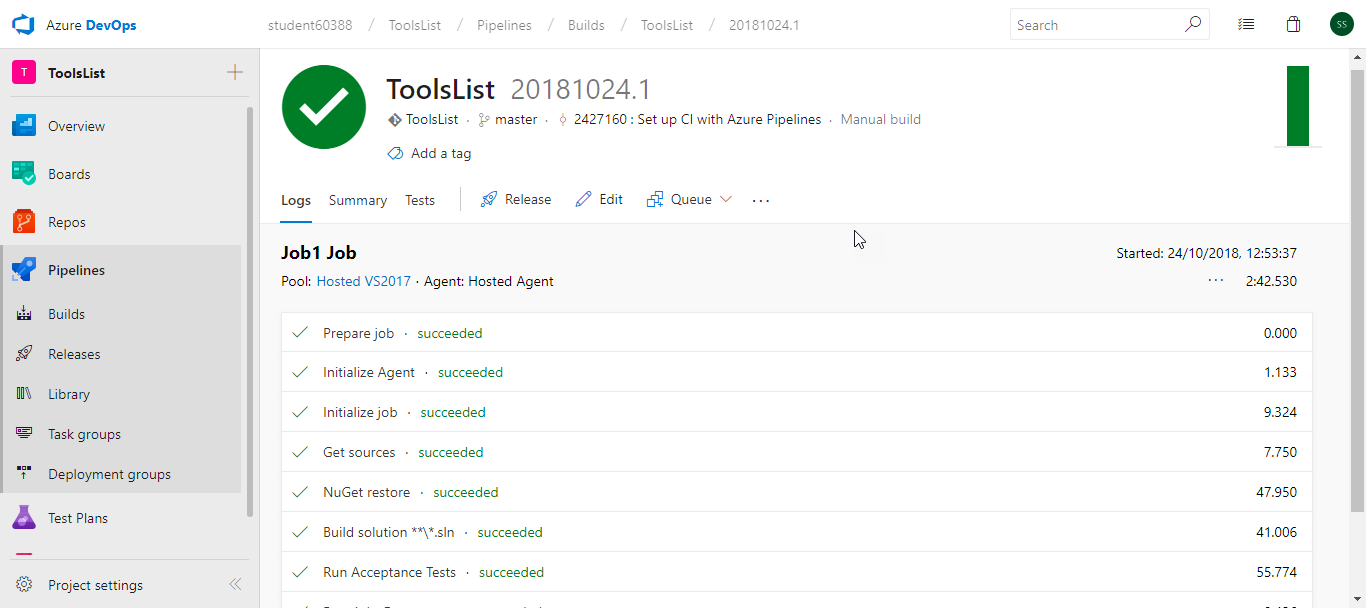 Azure DevOps
student60388 / ToolsList / Pipelines / Builds / ToolsList / 20181024.1
Search
SS
T ToolsList
Overview
Boards
Repos
Pipelines
Builds
Releases
Library
Task groups
Deployment groups
Test Plans
Project settings
ToolsList 20181024.1
ToolsList · master · 2427160 : Set up CI with Azure Pipelines · Manual build
Add a tag
Logs Summary Tests Release Edit Queue ...
Job1 Job
Started: 24/10/2018, 12:53:37
Pool: Hosted VS2017 · Agent: Hosted Agent
... 2:42.530
Prepare job · succeeded 0.000
Initialize Agent · succeeded 1.133
Initialize job · succeeded 9.324
Get sources · succeeded 7.750
NuGet restore · succeeded 47.950
Build solution **\*.sln · succeeded 41.006
Run Acceptance Tests · succeeded 55.774